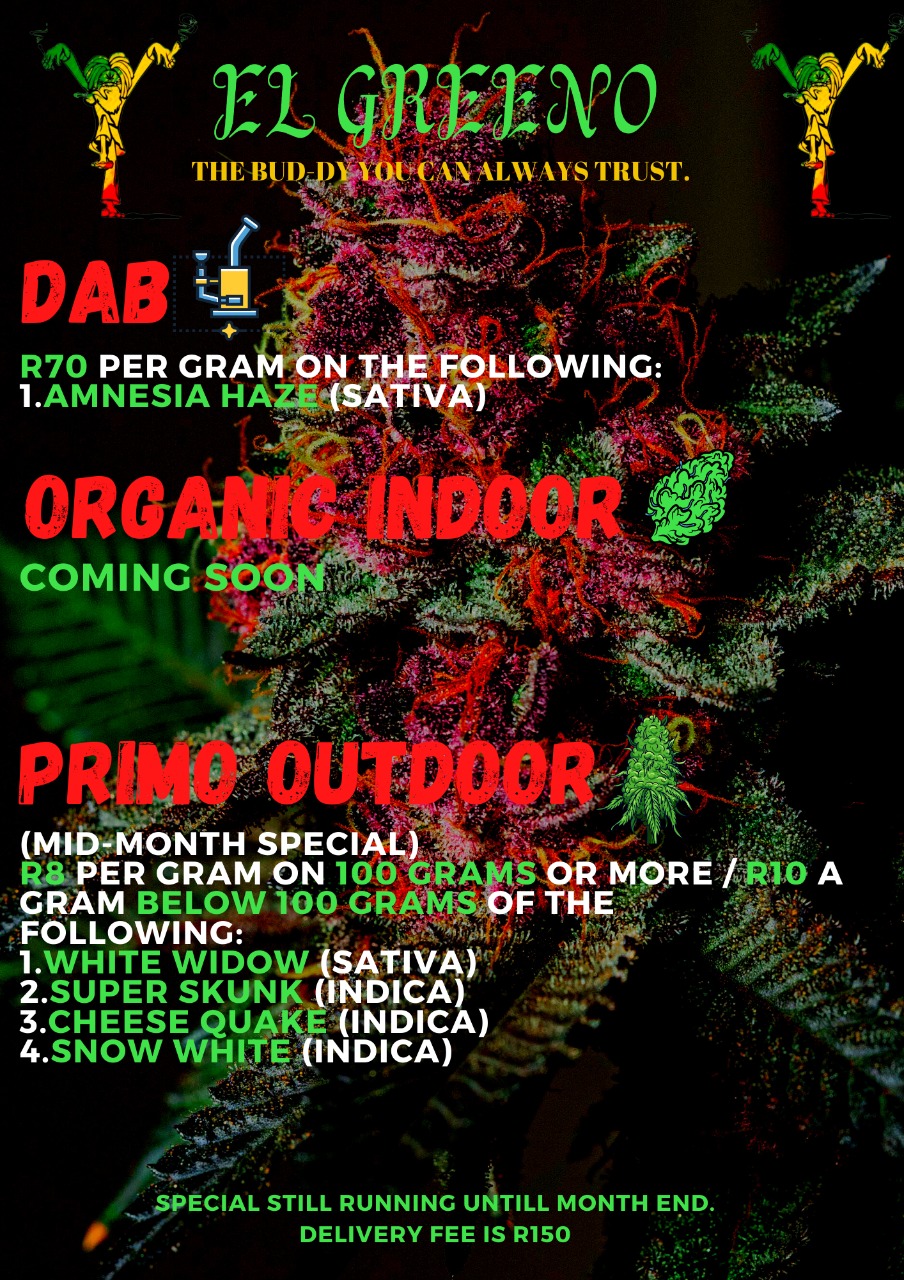 EL GREENO
THE BUD-DY YOU CAN ALWAYS TRUST.
DAB
R70 PER GRAM ON THE FOLLOWING:
1.AMNESIA HAZE (SATIVA)
ORGANIC INDOOR
COMING SOON
PRIMO OUTDOOR
(MID-MONTH SPECIAL)
R8 PER GRAM ON 100 GRAMS OR MORE / R10 A
GRAM BELOW 100 GRAMS OF THE
FOLLOWING:
1.WHITE WIDOW (SATIVA)
2.SUPER SKUNK (INDICA)
3.CHEESE QUAKE (INDICA)
4.SNOW WHITE (INDICA)
SPECIAL STILL RUNNING UNTILL MONTH END.
DELIVERY FEE IS R150